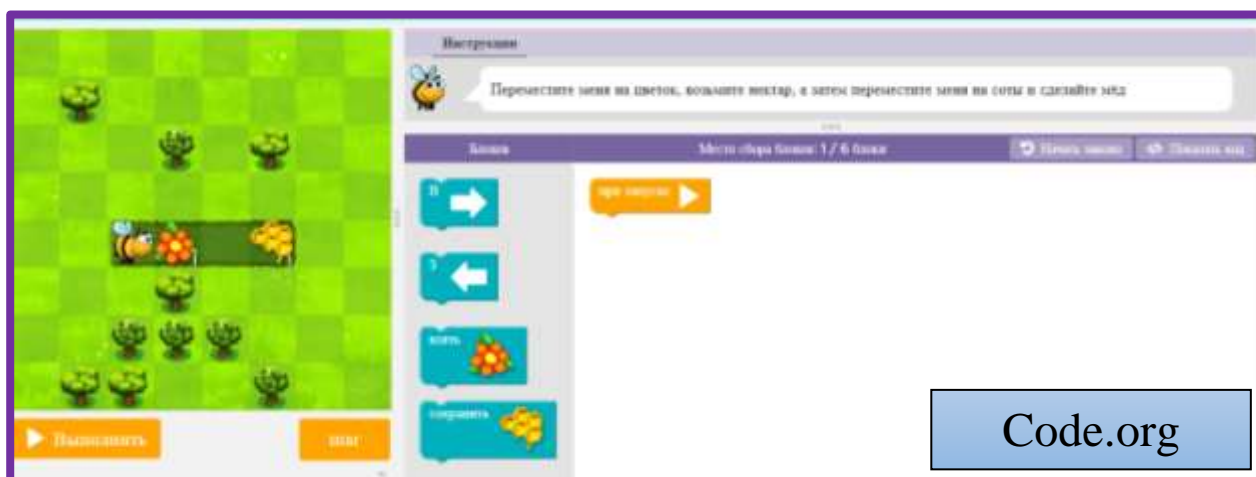 Инструкции
Переместите меня на цветок, возьмите нектар, а затем переместите меня на соты и сделайте мёд
Блоки
Место сбора блоков: 1 / 6 блоки
Начать заново
Показать код
В
при запуске
З
взять
сохранить
Выполнить
шаг
Code.org